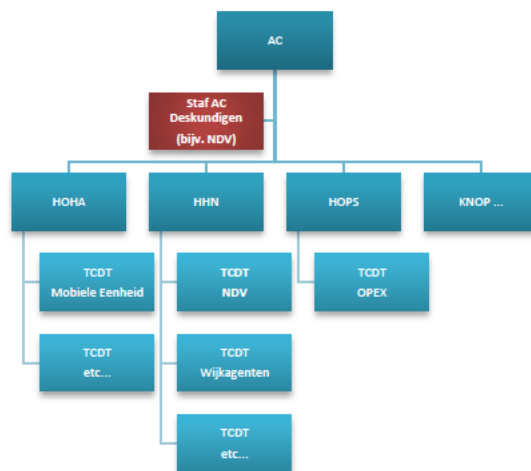 AC
Staf AC
Deskundigen
(bijv. NDV)
HOHA
HHN
HOPS
KNOP ...
TCDT
Mobiele Eenheid
TCDT
NDV
TCDT
OPEX
TCDT
etc...
TCDT
Wijkagenten
TCDT
etc...